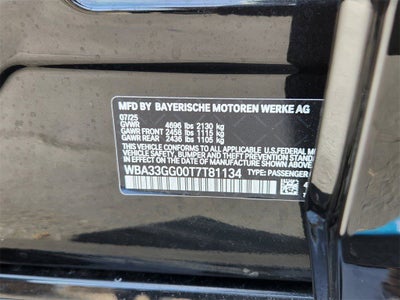 MFD BY BAYERISCHE MOTOREN WERKE AG
07/25
GVWR 4696 lbs 2130 kg
GAWR FRONT 2458 lbs 1115 kg
GAWR REAR 2436 lbs 1105 kg
THIS VEHICLE CONFORMS TO ALL
APPLICABLE U.S. FEDERAL MOTOR
VEHICLE SAFETY, BUMPER, AND
THEFT PREVENTION STANDARDS
IN EFFECT ON THE DATE OF
MANUFACTURE SHOWN ABOVE.
WBA33GG00T7T81134 TYPE: PASSENGER